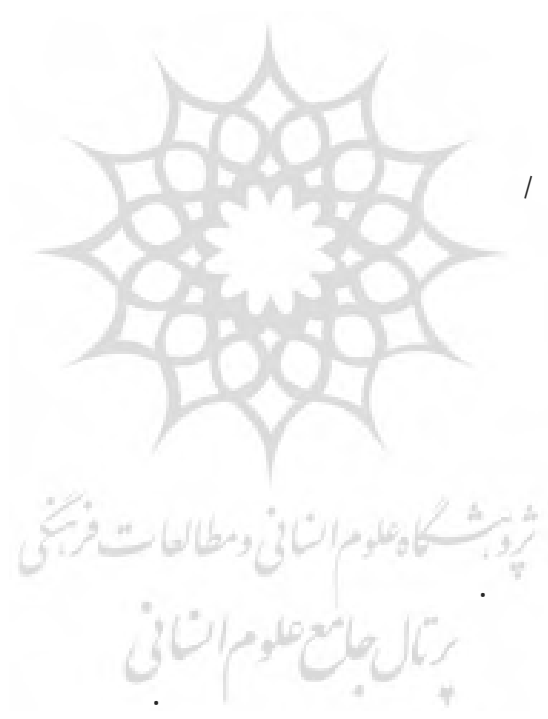 /
پژوهشگاه علوم انسانی و مطالعات فرهنگی
.
پرتال جامع علوم انسانی
.